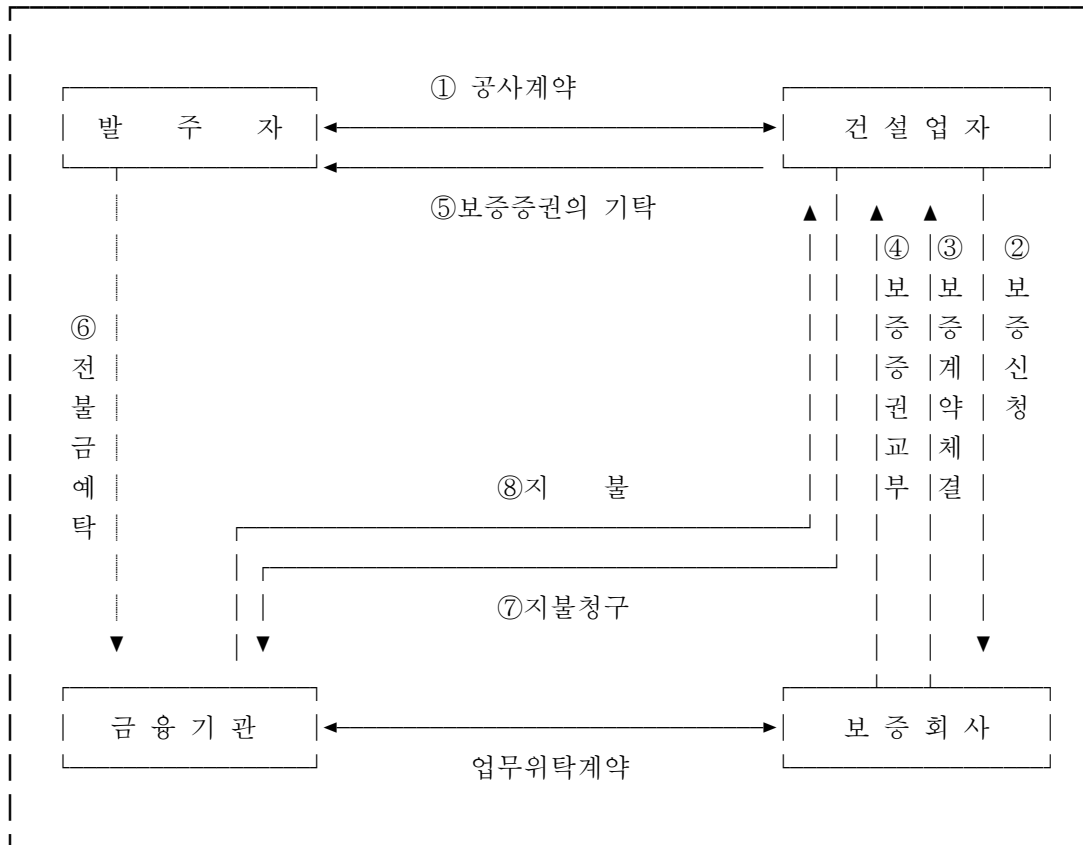 ① 공사계약
발 주 자
건 설 업 자
⑤보증증권의 기탁
⑥전불금예탁
④보증증권교부
③보증계약체결
②보증신청
⑧지 불
⑦지불청구
금 융 기 관
보 증 회 사
업무위탁계약